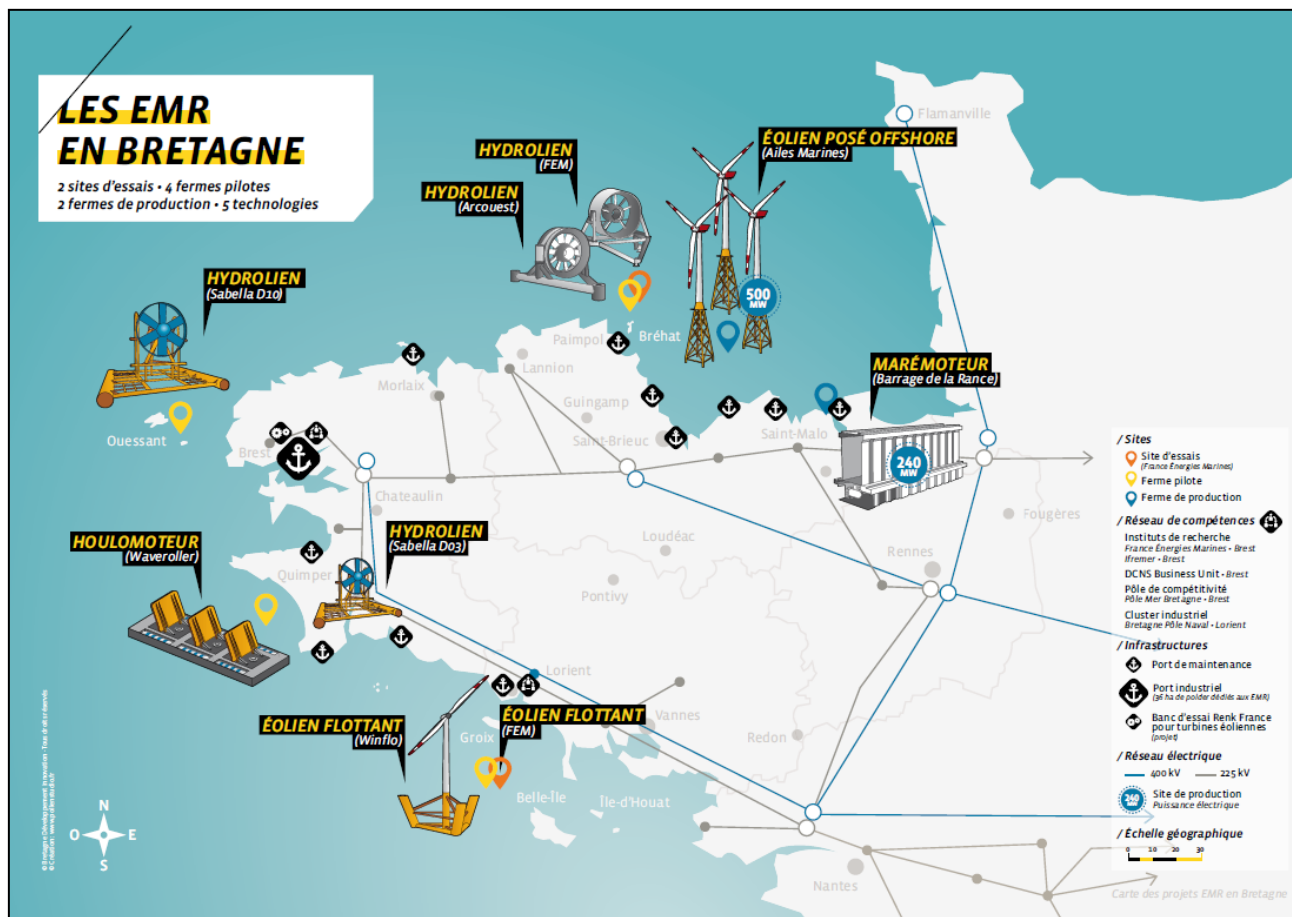 LES EMR
EN BRETAGNE
2 sites d'essais • 4 fermes pilotes
2 fermes de production • 5 technologies
Flamanville
HYDROLIEN
(FEM)
ÉOLIEN POSÉ OFFSHORE
(Ailes Marines)
HYDROLIEN
(Arcouest)
HYDROLIEN
(Sabella D10)
500
MW
Paimpol
Bréhat
Lannion
MARÉMOTEUR
(Barrage de la Rance)
Morlaix
Guingamp
Ouessant
Saint-Brieuc
Saint-Malo
Brest
240
MW
Chateaulin
Fougères
HYDROLIEN
(Sabella D03)
HOULOMOTEUR
(Waveroller)
Loudéac
Rennes
Quimper
Pontivy
Lorient
ÉOLIEN FLOTTANT
(Winflo)
ÉOLIEN FLOTTANT
(FEM)
Vannes
Groix
Redon
Belle-Île
Île-d'Houat
Nantes
N
O
E
S
/ Sites
Site d'essais
(France Énergies Marines)
Ferme pilote
Ferme de production
/ Réseau de compétences
Instituts de recherche
France Énergies Marines • Brest
Ifremer • Brest
DCNS Business Unit • Brest
Pôle de compétitivité
Pôle Mer Bretagne • Brest
Cluster industriel
Bretagne Pôle Naval • Lorient
/ Infrastructures
Port de maintenance
Port industriel
(36 ha de polder dédiés aux EMR)
Banc d'essai Renk France
pour turbines éoliennes
(projet)
/ Réseau électrique
400 kV
225 kV
240
MW
Site de production
Puissance électrique
/ Échelle géographique
0 10 20 30
Carte des projets EMR en Bretagne
© Bretagne Développement Innovation - Tous droits réservés